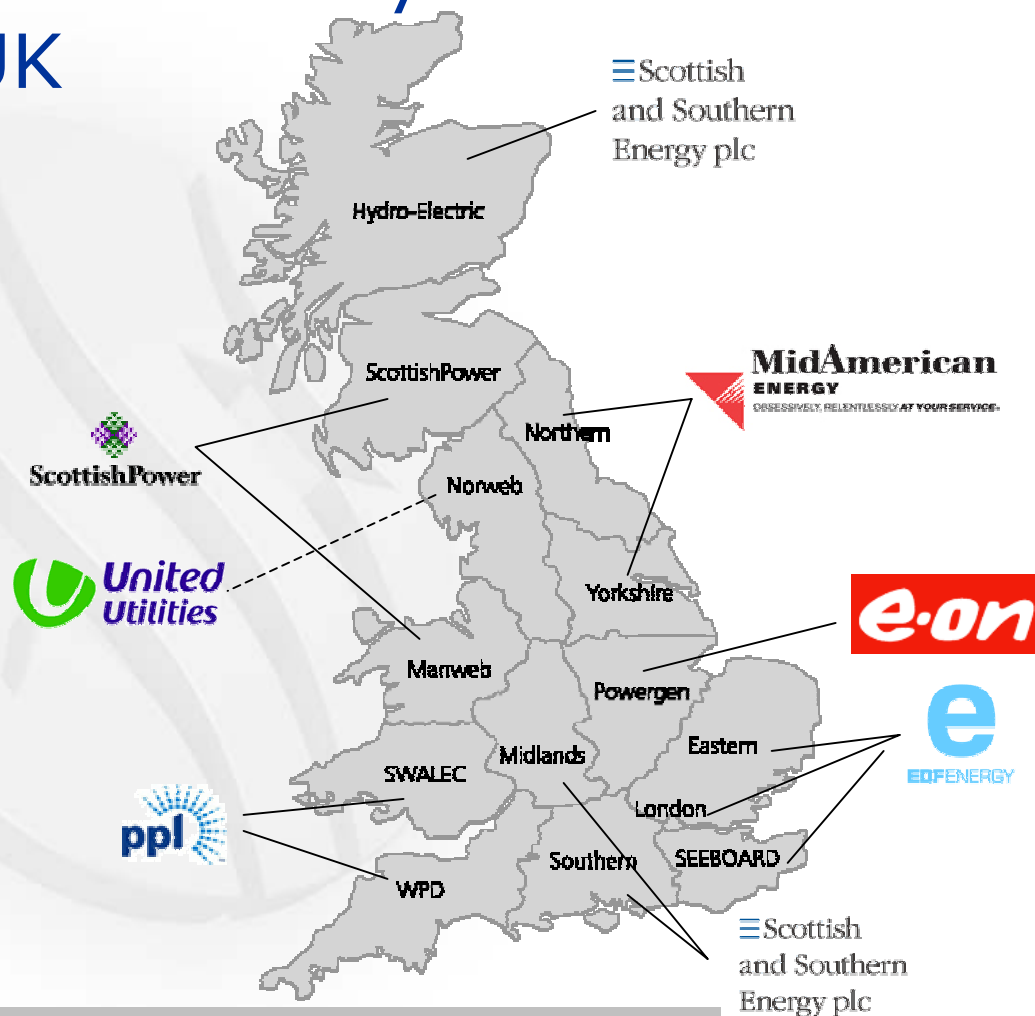 UK
Scottish
and Southern
Energy plc
Hydro-Electric
ScottishPower
MidAmerican
ENERGY
OBSESSIVELY, RELENTLESSLY AT YOUR SERVICE.
Northern
ScottishPower
Norweb
United
Utilities
Yorkshire
e·on
Manweb
Powergen
e
EDF ENERGY
Eastern
Midlands
SWALEC
ppl
London
Southern
SEEBOARD
WPD
Scottish
and Southern
Energy plc